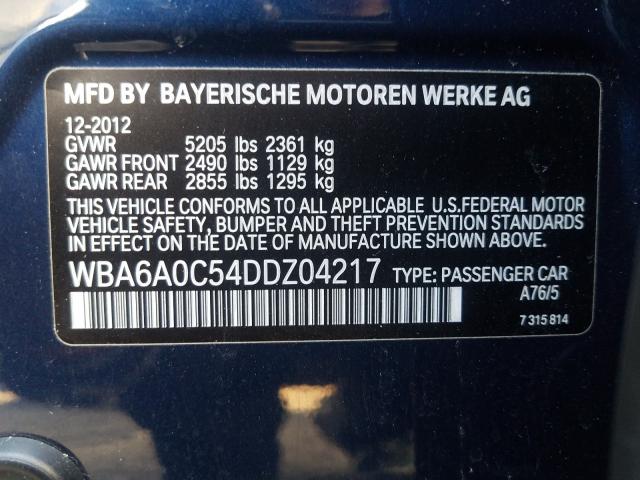 MFD BY BAYERISCHE MOTOREN WERKE AG
12-2012
GVWR 5205 lbs 2361 kg
GAWR FRONT 2490 lbs 1129 kg
GAWR REAR 2855 lbs 1295 kg
THIS VEHICLE CONFORMS TO ALL APPLICABLE U.S.FEDERAL MOTOR
VEHICLE SAFETY, BUMPER AND THEFT PREVENTION STANDARDS
IN EFFECT ON THE DATE OF MANUFACTURE SHOWN ABOVE.
WBA6A0C54DDZ04217 TYPE: PASSENGER CAR
A76/5
7 315 814